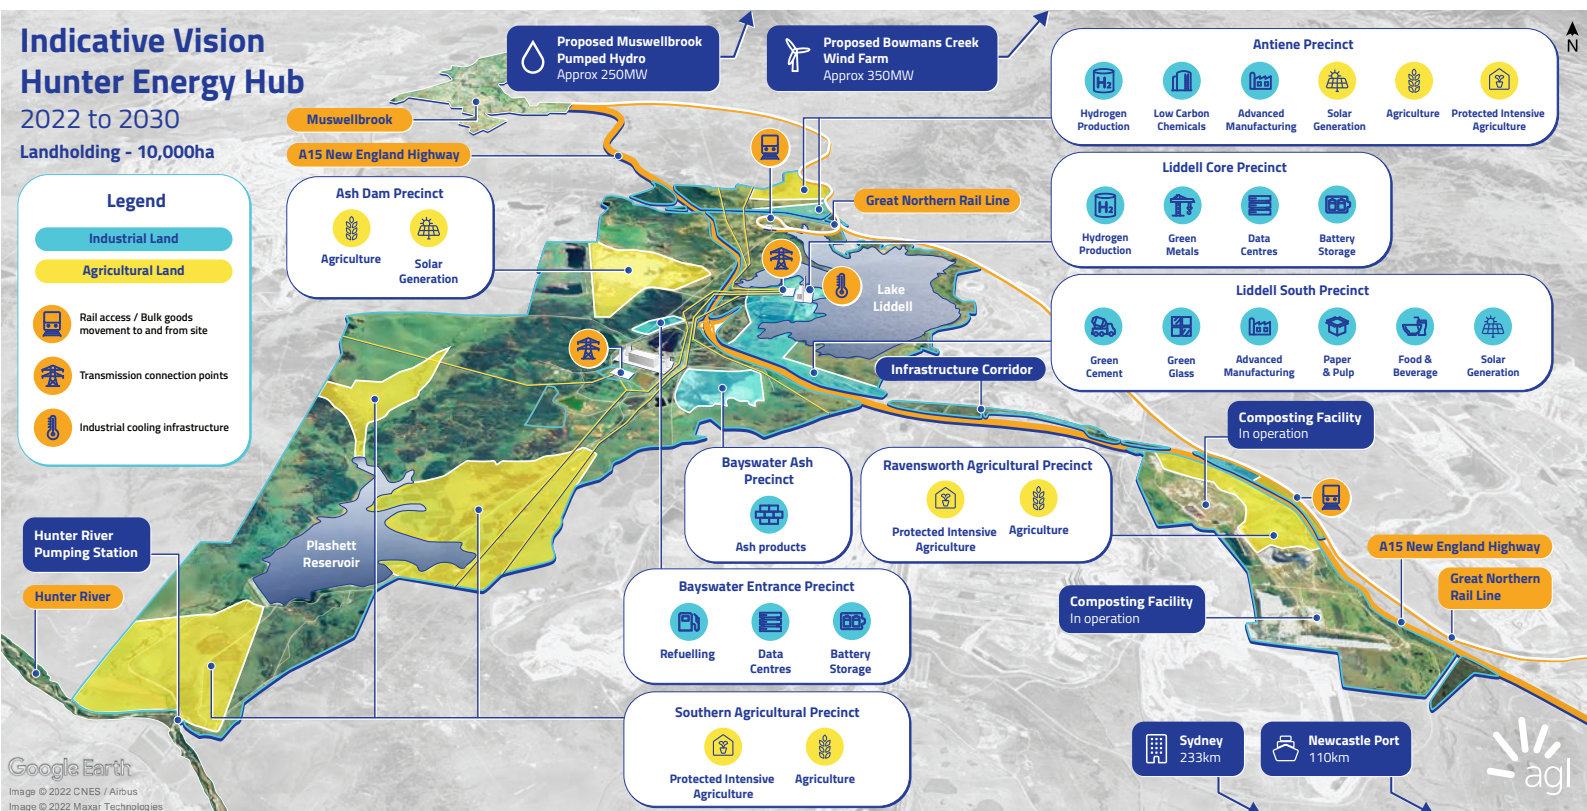 Indicative Vision
Hunter Energy Hub
2022 to 2030
Landholding - 10,000ha
Legend
Industrial Land
Agricultural Land
Rail access / Bulk goods
movement to and from site
Transmission connection points
Industrial cooling infrastructure
Proposed Muswellbrook
Pumped Hydro
Approx 250MW
Proposed Bowmans Creek
Wind Farm
Approx 350MW
N
Muswellbrook
A15 New England Highway
Ash Dam Precinct
Agriculture
Solar
Generation
Great Northern Rail Line
Antiene Precinct
H2
Hydrogen
Production
Low Carbon
Chemicals
Advanced
Manufacturing
Solar
Generation
Agriculture
Protected Intensive
Agriculture
Liddell Core Precinct
H2
Hydrogen
Production
Green
Metals
Data
Centres
Battery
Storage
Lake
Liddell
Liddell South Precinct
Green
Cement
Green
Glass
Advanced
Manufacturing
Paper
& Pulp
Food &
Beverage
Solar
Generation
Infrastructure Corridor
Composting Facility
In operation
Bayswater Ash
Precinct
Ash products
Ravensworth Agricultural Precinct
Protected Intensive
Agriculture
Agriculture
Hunter River
Pumping Station
Plashett
Reservoir
Hunter River
Bayswater Entrance Precinct
Refuelling
Data
Centres
Battery
Storage
Composting Facility
In operation
A15 New England Highway
Great Northern
Rail Line
Southern Agricultural Precinct
Protected Intensive
Agriculture
Agriculture
Sydney
233km
Newcastle Port
110km
agl
Google Earth
Image © 2022 CNES / Airbus
Image © 2022 Maxar Technologies